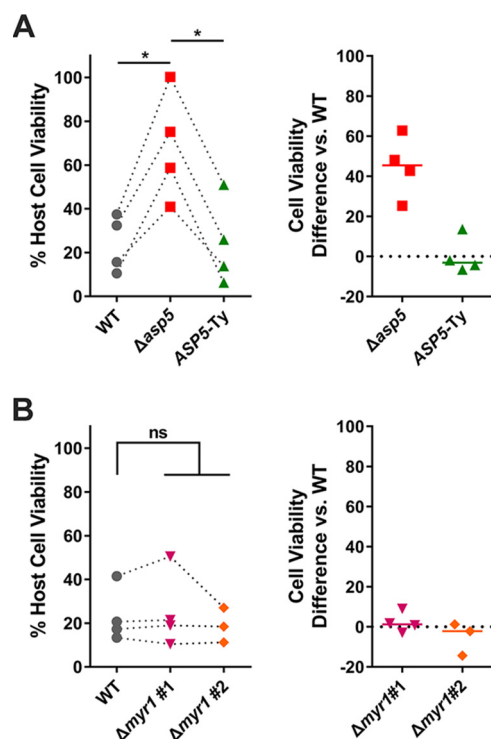 A
* *
% Host Cell Viability
100
80
60
40
20
0
WT
Δasp5
ASP5-Ty
Cell Viability
Difference vs. WT
100
80
60
40
20
0
-20
Δasp5
ASP5-Ty
B
ns
% Host Cell Viability
100
80
60
40
20
0
WT
Δmyr1 #1
Δmyr1 #2
Cell Viability
Difference vs. WT
100
80
60
40
20
0
-20
Δmyr1#1
Δmyr1#2